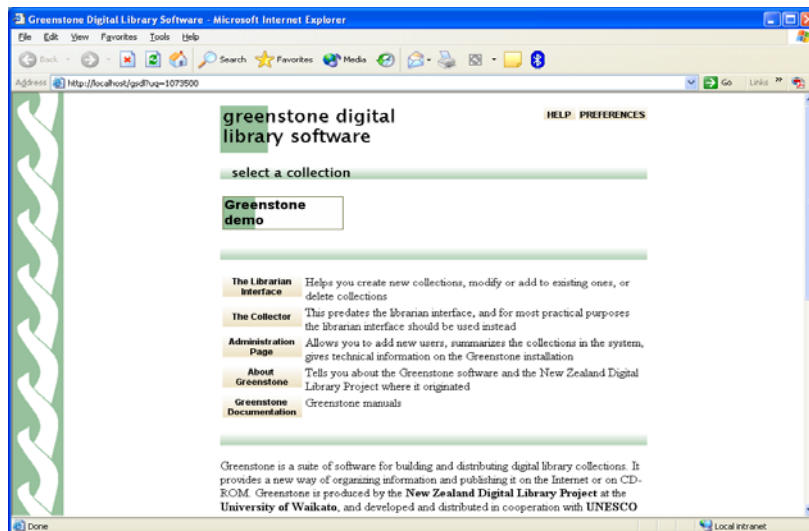 Greenstone Digital Library Software - Microsoft Internet Explorer
File Edit View Favorites Tools Help
Back Search Favorites Media
Address http://localhost/gsdl?uq=1073500 Go Links »
greenstone digital
library software
HELP PREFERENCES
select a collection
Greenstone
demo
The Librarian
Interface
Helps you create new collections, modify or add to existing ones, or
delete collections
The Collector
This predates the librarian interface, and for most practical purposes
the librarian interface should be used instead
Administration
Page
Allows you to add new users, summarizes the collections in the system,
gives technical information on the Greenstone installation
About
Greenstone
Tells you about the Greenstone software and the New Zealand Digital
Library Project where it originated
Greenstone
Documentation
Greenstone manuals
Greenstone is a suite of software for building and distributing digital library collections. It
provides a new way of organizing information and publishing it on the Internet or on CD-
ROM. Greenstone is produced by the New Zealand Digital Library Project at the
University of Waikato, and developed and distributed in cooperation with UNESCO
Done Local intranet